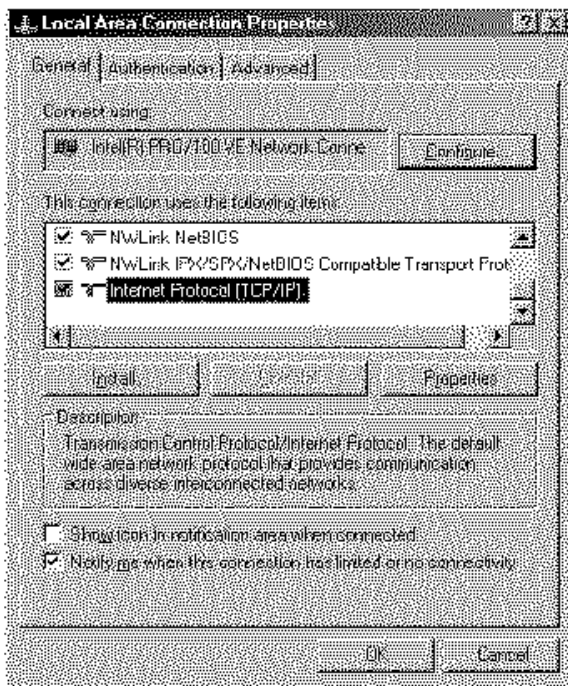 Local Area Connection Properties
General Authentication Advanced
Connect using:
Intel(R) PRO/100 VE Network Conne
Configure...
This connection uses the following items:
NWLink NetBIOS
NWLink IPX/SPX/NetBIOS Compatible Transport Prot
Internet Protocol (TCP/IP)
Install... Properties
Description
Transmission Control Protocol/Internet Protocol. The default
wide area network protocol that provides communication
across diverse interconnected networks.
Show icon in notification area when connected
Notify me when this connection has limited or no connectivity
OK Cancel